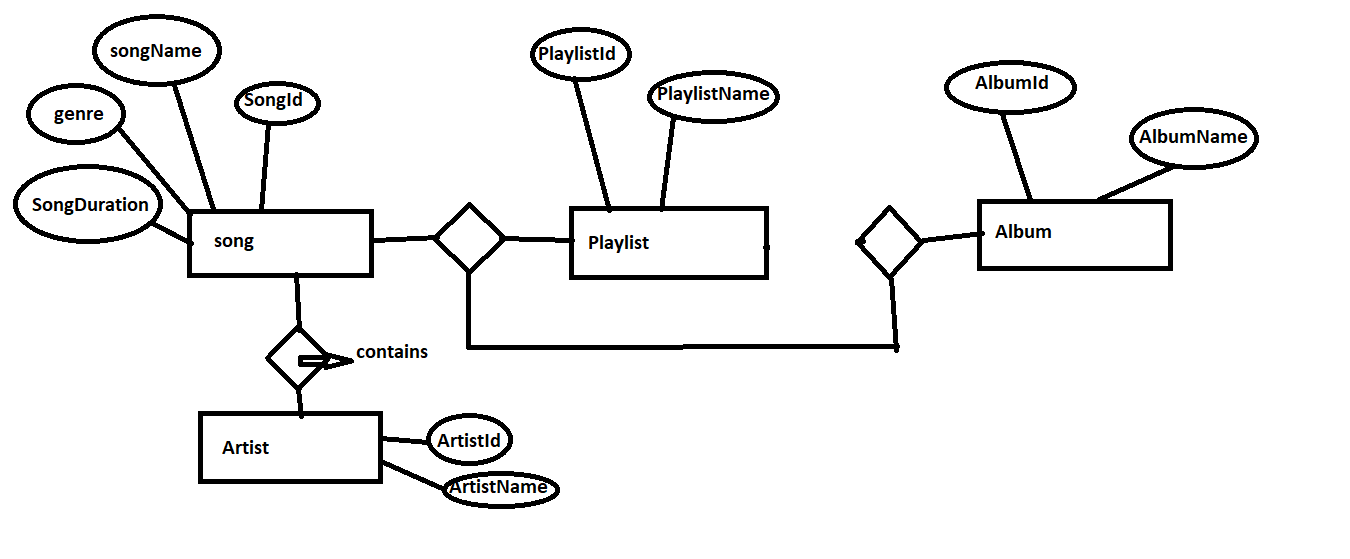 songName
PlaylistId
AlbumId
PlaylistName
SongId
genre
AlbumName
SongDuration
song
Playlist
Album
contains
Artist
ArtistId
ArtistName